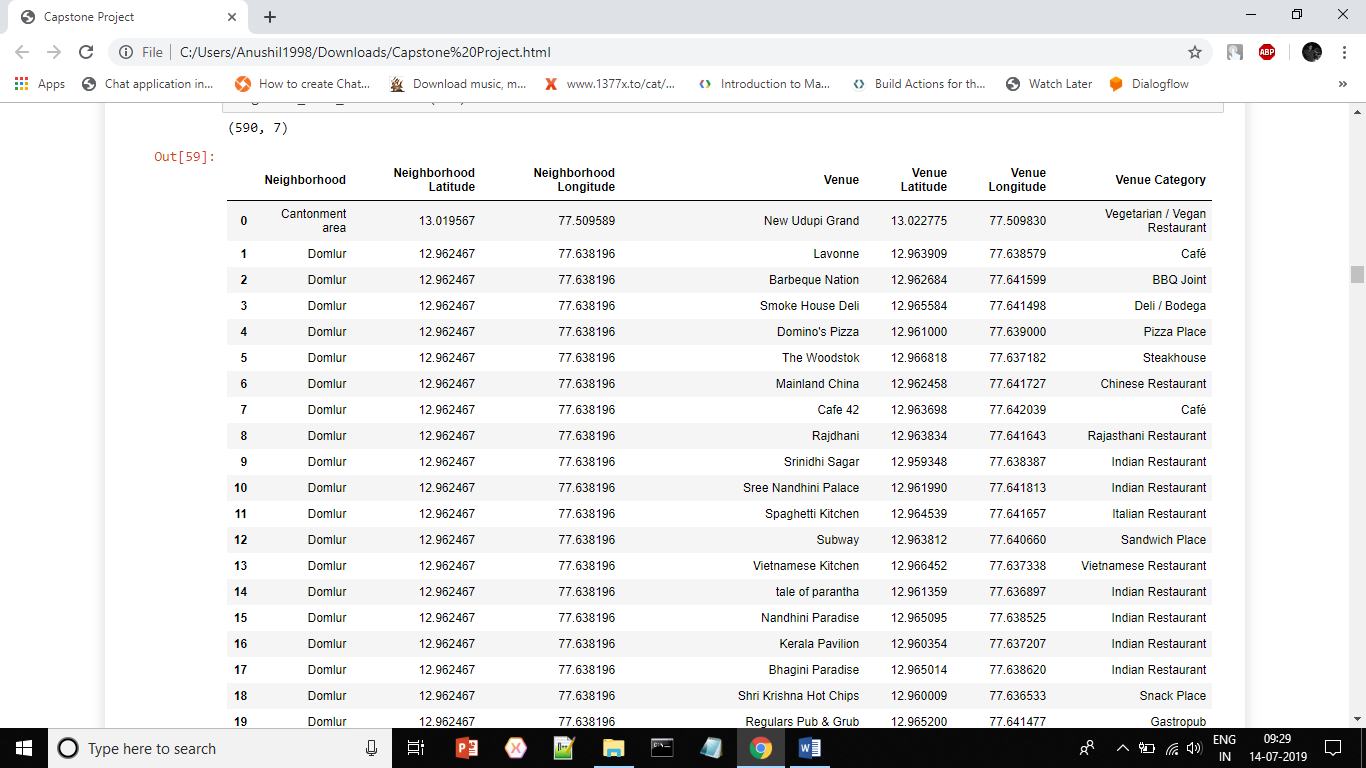 Capstone Project
File C:/Users/Anushil1998/Downloads/Capstone%20Project.html
ABP
Apps Chat application in... How to create Chat... Download music, m... www.1377x.to/cat/... Introduction to Ma... Build Actions for th... Watch Later Dialogflow »
(590, 7)
Out[59]:
Neighborhood Neighborhood Latitude Neighborhood Longitude Venue Venue Latitude Venue Longitude Venue Category
0 Cantonment area 13.019567 77.509589 New Udupi Grand 13.022775 77.509830 Vegetarian / Vegan Restaurant
1 Domlur 12.962467 77.638196 Lavonne 12.963909 77.638579 Café
2 Domlur 12.962467 77.638196 Barbeque Nation 12.962684 77.641599 BBQ Joint
3 Domlur 12.962467 77.638196 Smoke House Deli 12.965584 77.641498 Deli / Bodega
4 Domlur 12.962467 77.638196 Domino's Pizza 12.961000 77.639000 Pizza Place
5 Domlur 12.962467 77.638196 The Woodstok 12.966818 77.637182 Steakhouse
6 Domlur 12.962467 77.638196 Mainland China 12.962458 77.641727 Chinese Restaurant
7 Domlur 12.962467 77.638196 Cafe 42 12.963698 77.642039 Café
8 Domlur 12.962467 77.638196 Rajdhani 12.963834 77.641643 Rajasthani Restaurant
9 Domlur 12.962467 77.638196 Srinidhi Sagar 12.959348 77.638387 Indian Restaurant
10 Domlur 12.962467 77.638196 Sree Nandhini Palace 12.961990 77.641813 Indian Restaurant
11 Domlur 12.962467 77.638196 Spaghetti Kitchen 12.964539 77.641657 Italian Restaurant
12 Domlur 12.962467 77.638196 Subway 12.963812 77.640660 Sandwich Place
13 Domlur 12.962467 77.638196 Vietnamese Kitchen 12.966452 77.637338 Vietnamese Restaurant
14 Domlur 12.962467 77.638196 tale of parantha 12.961359 77.636897 Indian Restaurant
15 Domlur 12.962467 77.638196 Nandhini Paradise 12.965095 77.638525 Indian Restaurant
16 Domlur 12.962467 77.638196 Kerala Pavilion 12.960354 77.637207 Indian Restaurant
17 Domlur 12.962467 77.638196 Bhagini Paradise 12.965014 77.638620 Indian Restaurant
18 Domlur 12.962467 77.638196 Shri Krishna Hot Chips 12.960009 77.636533 Snack Place
19 Domlur 12.962467 77.638196 Regulars Pub & Grub 12.965200 77.641477 Gastropub
Type here to search
ENG
IN
09:29
14-07-2019